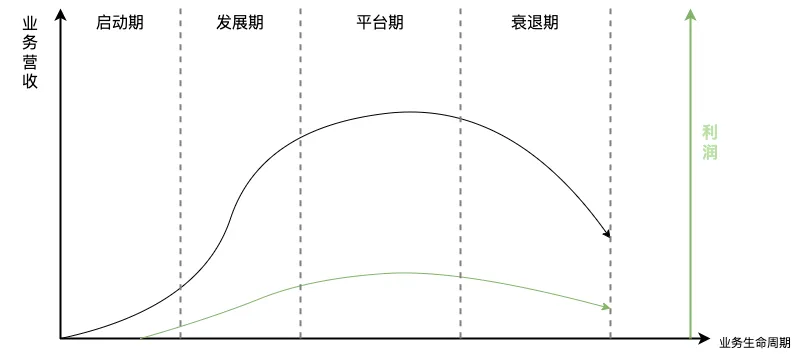 业务营收
启动期
发展期
平台期
衰退期
利润
业务生命周期